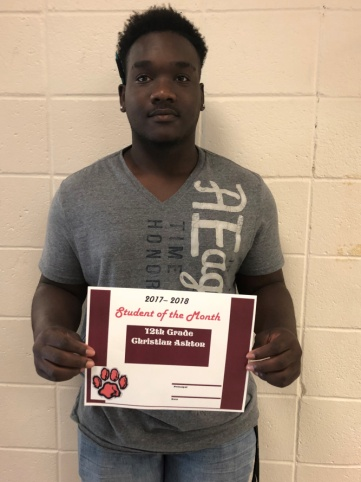 AEagle
TIME
HONOR
2017- 2018
Student of the Month
12th Grade
Christian Ashton
Principal
Date